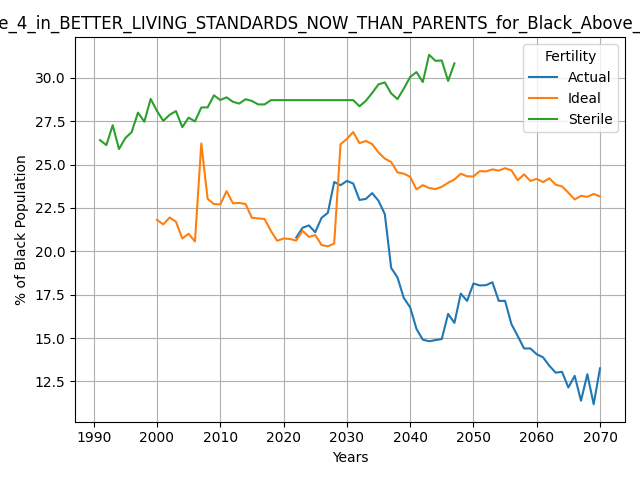 e_4_in_BETTER_LIVING_STANDARDS_NOW_THAN_PARENTS_for_Black_Above_
Fertility
Actual
Ideal
Sterile
% of Black Population
30.0
27.5
25.0
22.5
20.0
17.5
15.0
12.5
1990 2000 2010 2020 2030 2040 2050 2060 2070
Years